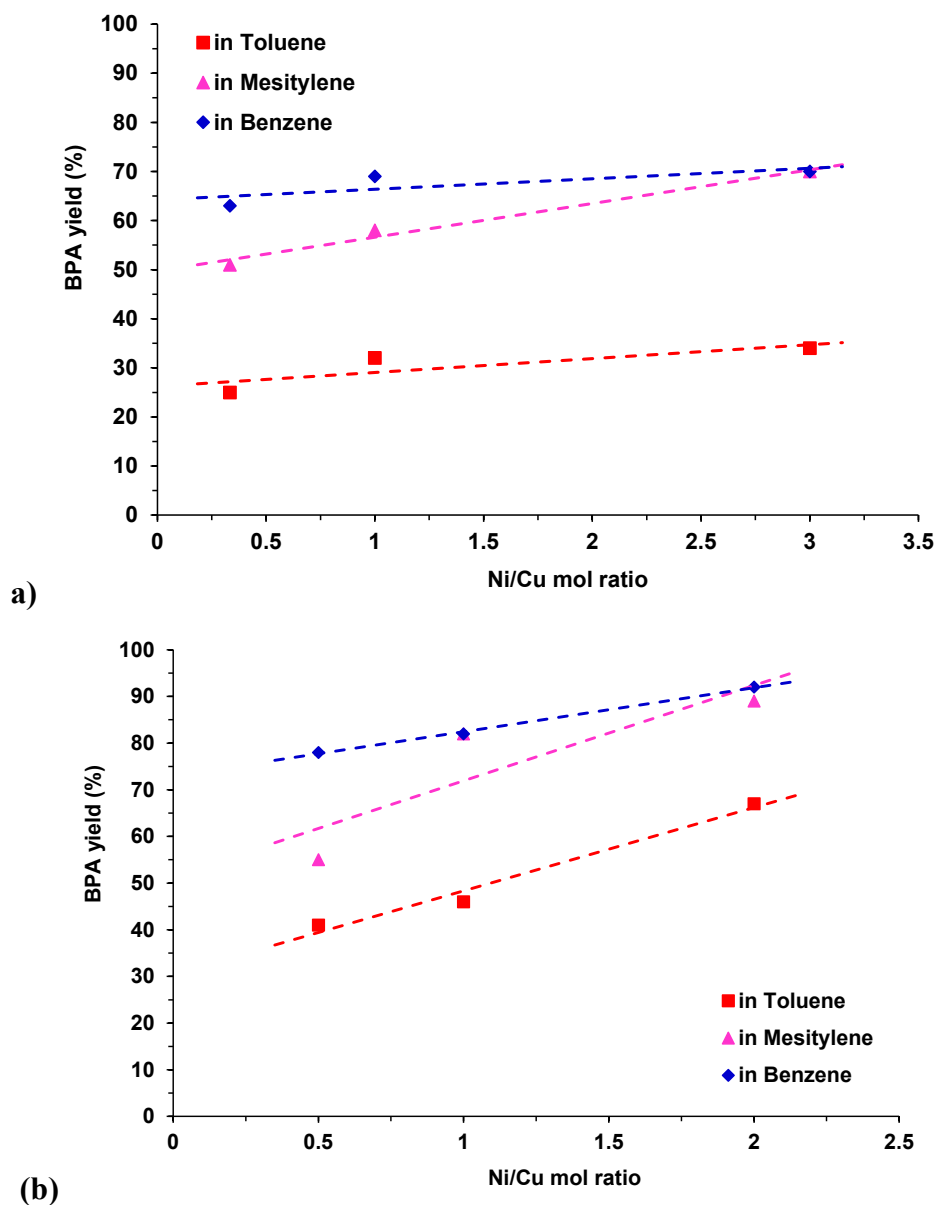 100
90
80
70
60
50
40
30
20
10
0
BPA yield (%)
in Toluene
in Mesitylene
in Benzene
0 0.5 1 1.5 2 2.5 3 3.5
Ni/Cu mol ratio
a)
100
90
80
70
60
50
40
30
20
10
0
BPA yield (%)
in Toluene
in Mesitylene
in Benzene
0 0.5 1 1.5 2 2.5
Ni/Cu mol ratio
(b)